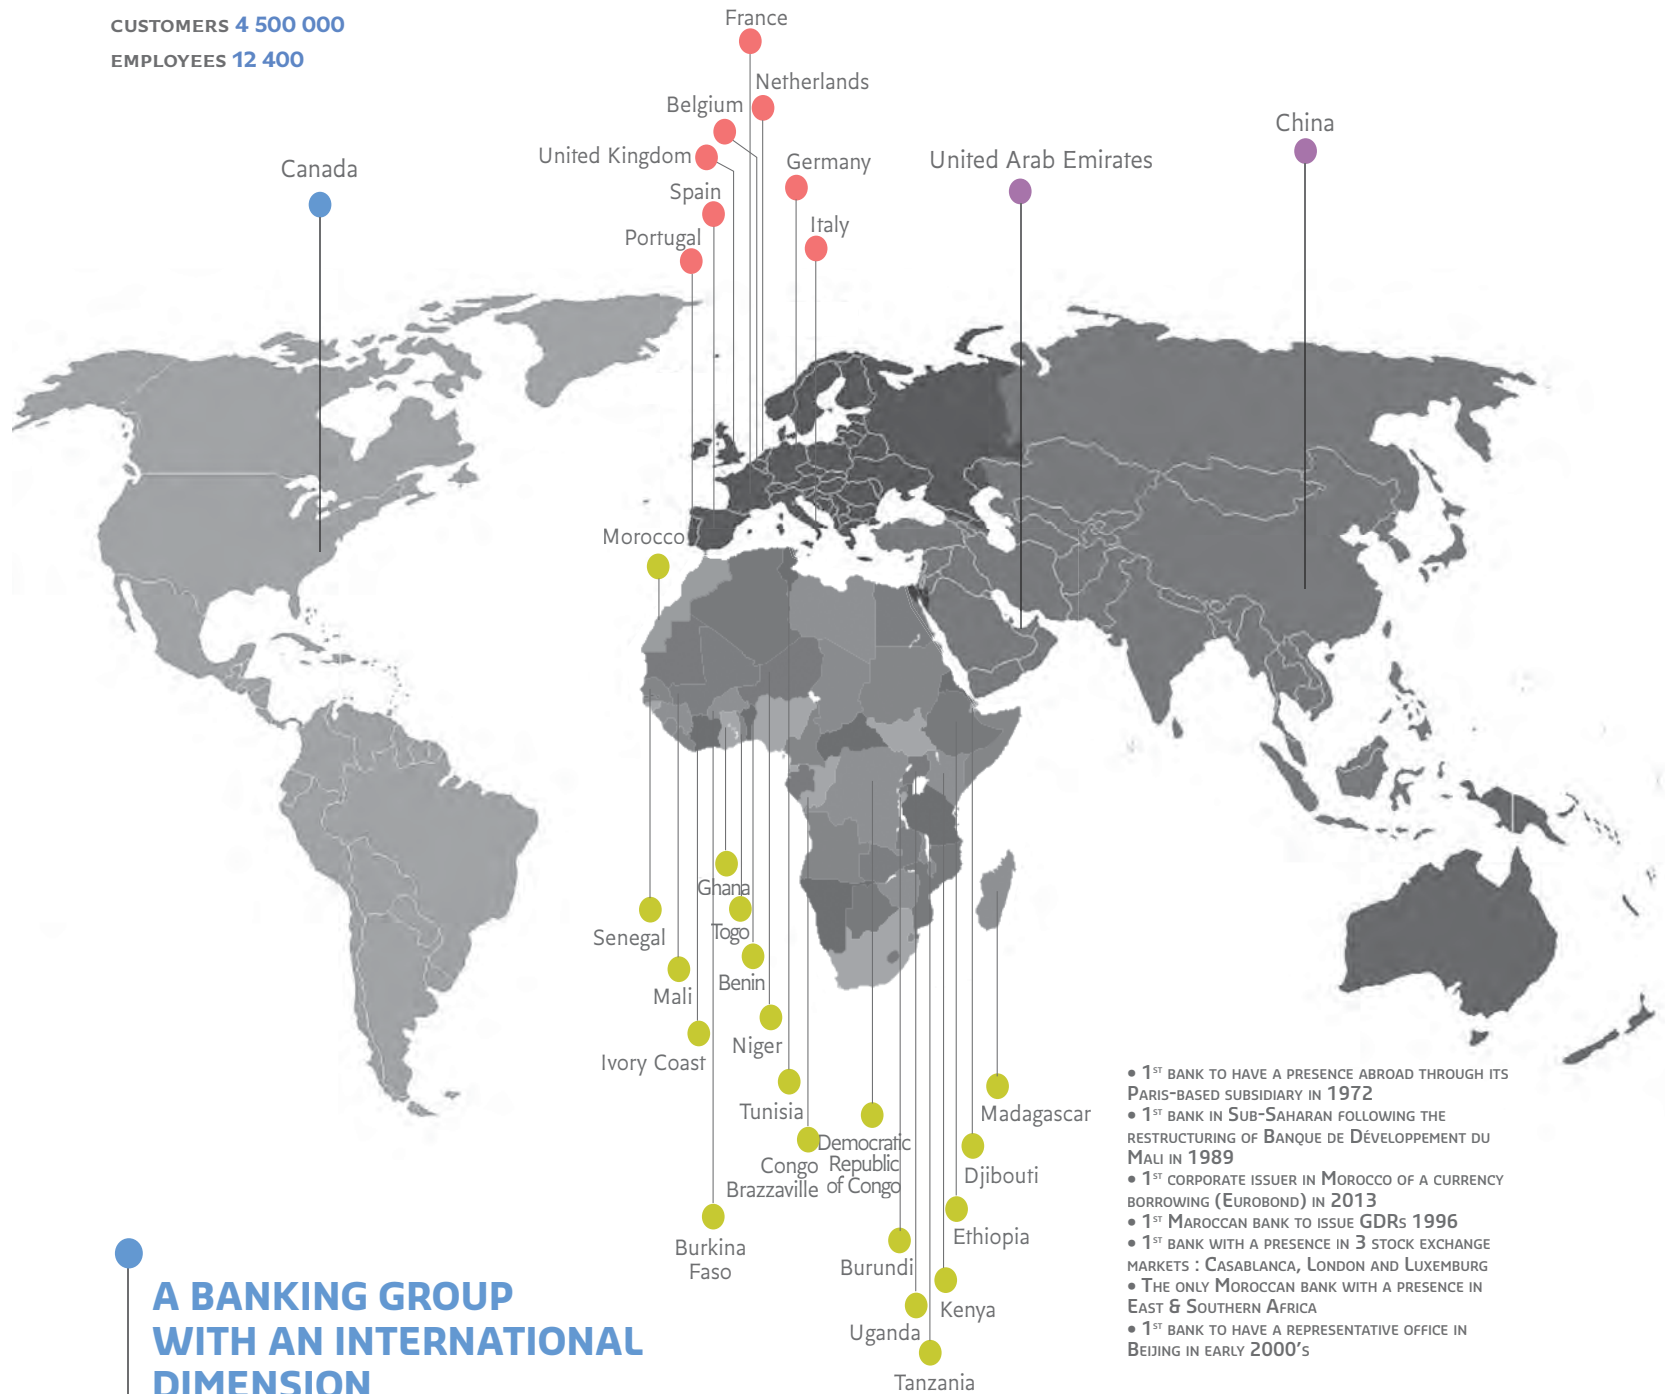 CUSTOMERS 4 500 000
EMPLOYEES 12 400
France
Netherlands
Belgium
United Kingdom
Germany
Spain
Italy
Portugal
Canada
United Arab Emirates
China
Morocco
Ghana
Senegal
Togo
Benin
Mali
Niger
Ivory Coast
Tunisia
Madagascar
Democratic
Republic
of Congo
Congo
Brazzaville
Djibouti
Ethiopia
Burkina
Faso
Burundi
Kenya
Uganda
Tanzania
• 1ST BANK TO HAVE A PRESENCE ABROAD THROUGH ITS
PARIS-BASED SUBSIDIARY IN 1972
• 1ST BANK IN SUB-SAHARAN FOLLOWING THE
RESTRUCTURING OF BANQUE DE DÉVELOPPEMENT DU
MALI IN 1989
• 1ST CORPORATE ISSUER IN MOROCCO OF A CURRENCY
BORROWING (EUROBOND) IN 2013
• 1ST MAROCCAN BANK TO ISSUE GDRS 1996
• 1ST BANK WITH A PRESENCE IN 3 STOCK EXCHANGE
MARKETS : CASABLANCA, LONDON AND LUXEMBURG
• THE ONLY MOROCCAN BANK WITH A PRESENCE IN
EAST & SOUTHERN AFRICA
• 1ST BANK TO HAVE A REPRESENTATIVE OFFICE IN
BEIJING IN EARLY 2000'S
A BANKING GROUP
WITH AN INTERNATIONAL
DIMENSION